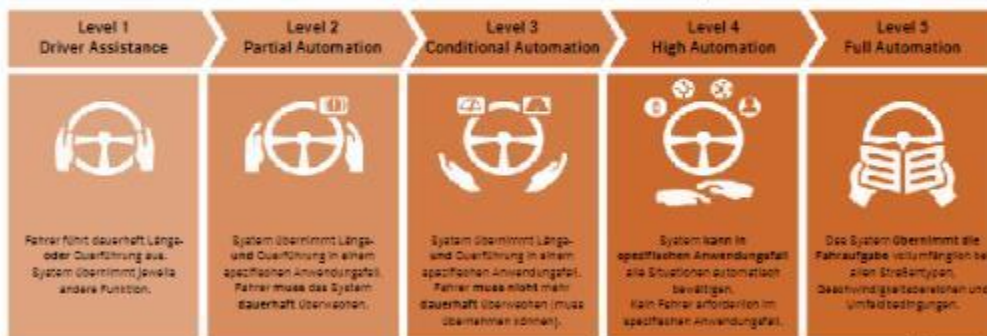 Level 1
Driver Assistance
Level 2
Partial Automation
Level 3
Conditional Automation
Level 4
High Automation
Level 5
Full Automation
Fahrer führt dauerhaft Längs-
oder Querführung aus.
System übernimmt jeweils
andere Funktion.
System übernimmt Längs-
und Querführung in einem
spezifischen Anwendungsfall.
Fahrer muss das System
dauerhaft überwachen.
System übernimmt Längs-
und Querführung in einem
spezifischen Anwendungsfall.
Fahrer muss nicht mehr
dauerhaft überwachen (muss
übernehmen können).
System kann in
spezifischen Anwendungsfall
alle Situationen automatisch
bewältigen.
Kein Fahrer erforderlich im
spezifischen Anwendungsfall.
Das System übernimmt die
Fahraufgabe vollumfänglich bei
allen Straßentypen,
Geschwindigkeitsbereichen und
Umfeldbedingungen.